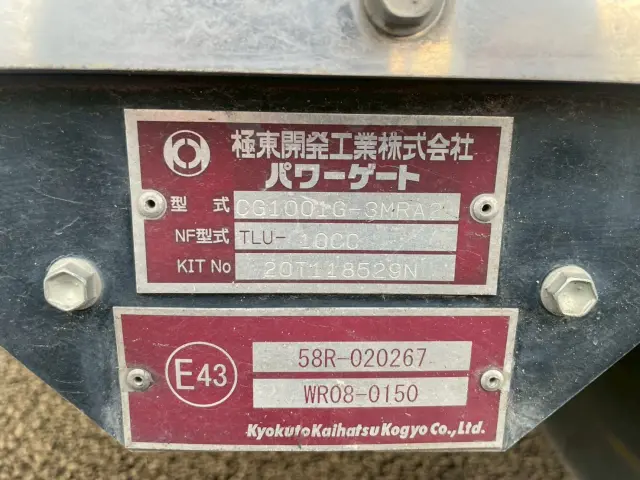 極東開発工業株式会社
パワーゲート
型式 CG1001G-3MRA2
NF型式 TLU-10CC
KIT No 20T118529N
E43
58R-020267
WR08-0150
Kyokuto Kaihatsu Kogyo Co., Ltd.